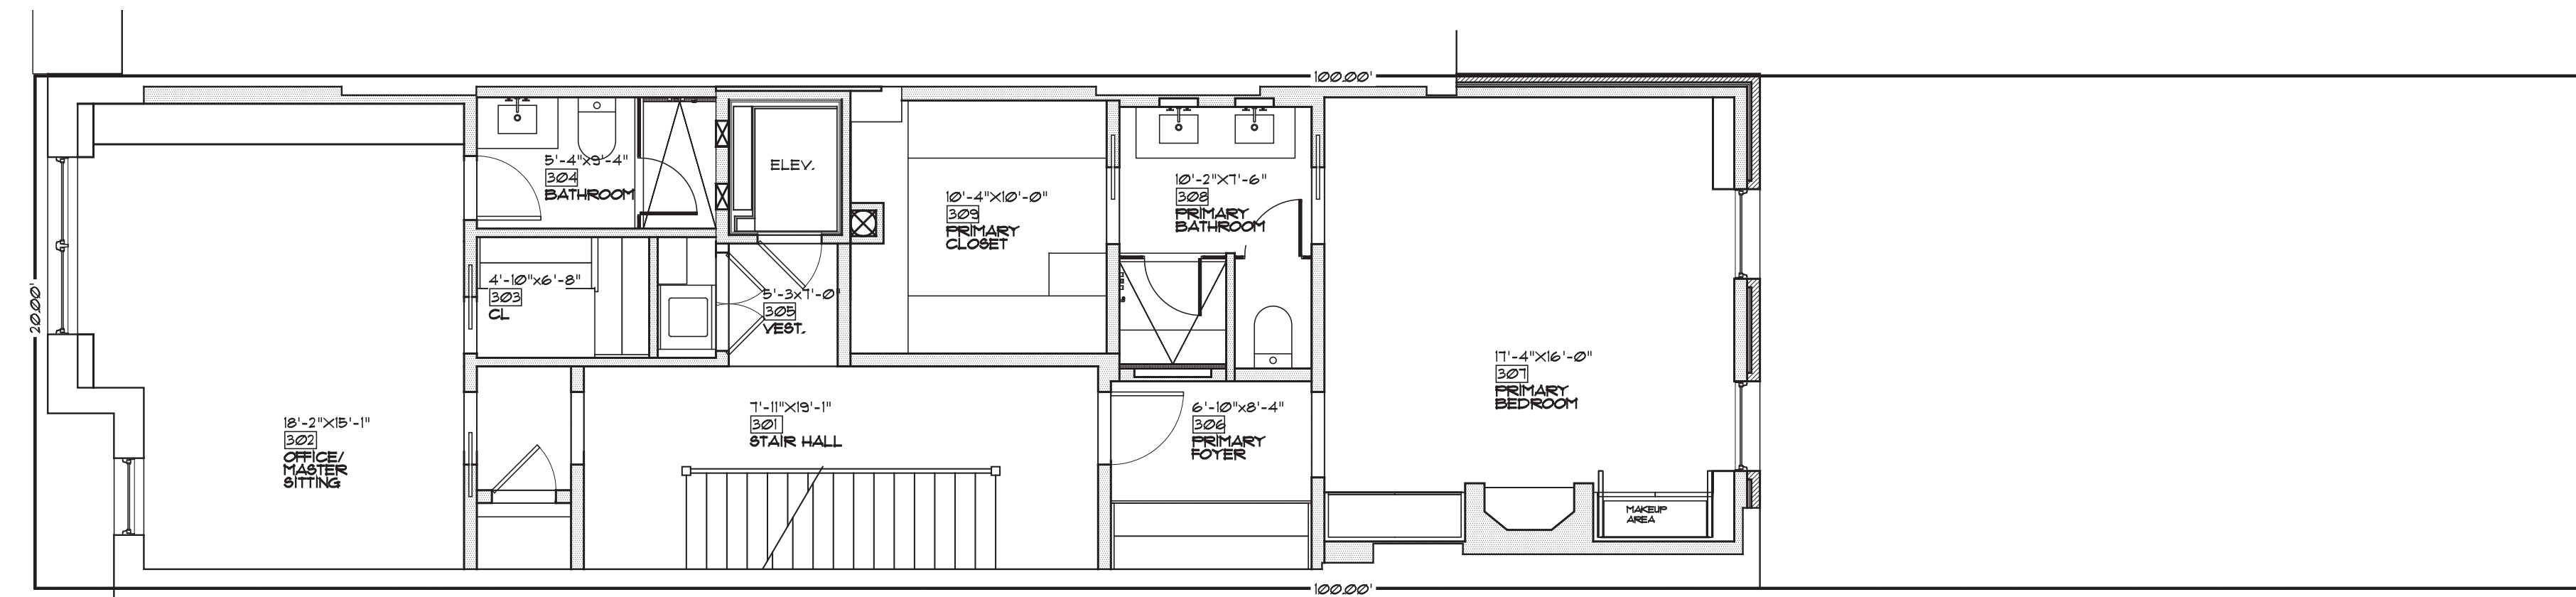 100.00'
20.00'
5'-4"x9'-4"
304
BATHROOM
ELEV.
4'-10"x6'-8"
303
CL
5'-3x7'-0"
305
VEST.
10'-4"X10'-0"
309
PRIMARY
CLOSET
10'-2"X7'-6"
308
PRIMARY
BATHROOM
17'-4"X16'-0"
307
PRIMARY
BEDROOM
18'-2"X15'-1"
302
OFFICE/
MASTER
SITTING
7'-11"X19'-1"
301
STAIR HALL
6'-10"x8'-4"
306
PRIMARY
FOYER
MAKEUP
AREA
100.00'